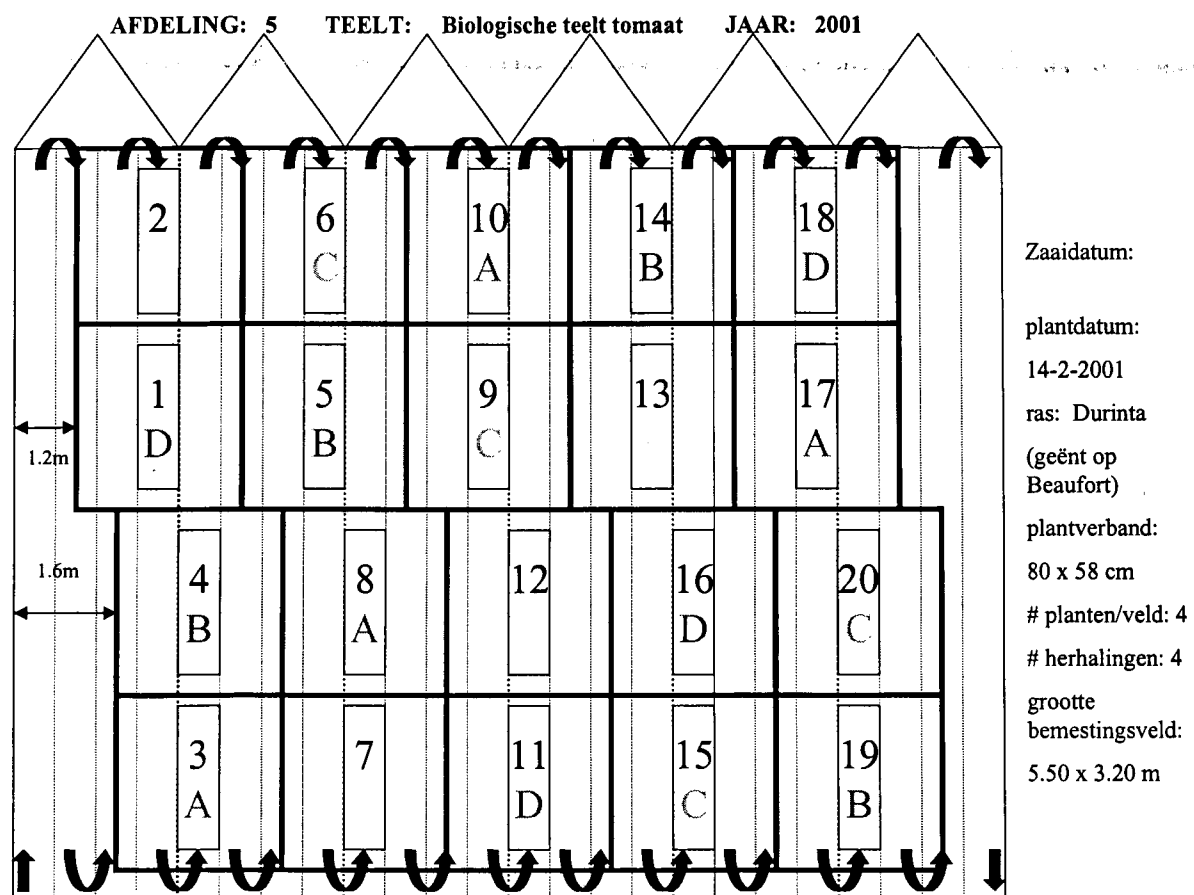 AFDELING: 5 TEELT: Biologische teelt tomaat JAAR: 2001
2 6 10 14 18
C A B D
1 5 9 13 17
D B C A
1.2m
4 8 12 16 20
B A D C
1.6m
3 7 11 15 19
A D C B
Zaaidatum:
plantdatum:
14-2-2001
ras: Durinta
(geënt op
Beaufort)
plantverband:
80 x 58 cm
# planten/veld: 4
# herhalingen: 4
grootte
bemestingsveld:
5.50 x 3.20 m